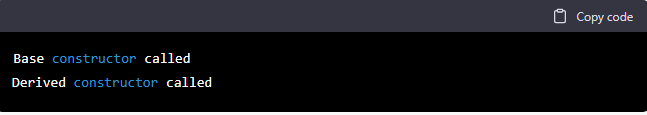 Copy code
Base constructor called
Derived constructor called